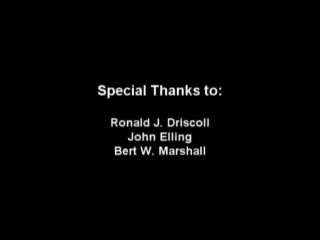 Special Thanks to:
Ronald J. Driscoll
John Elling
Bert W. Marshall